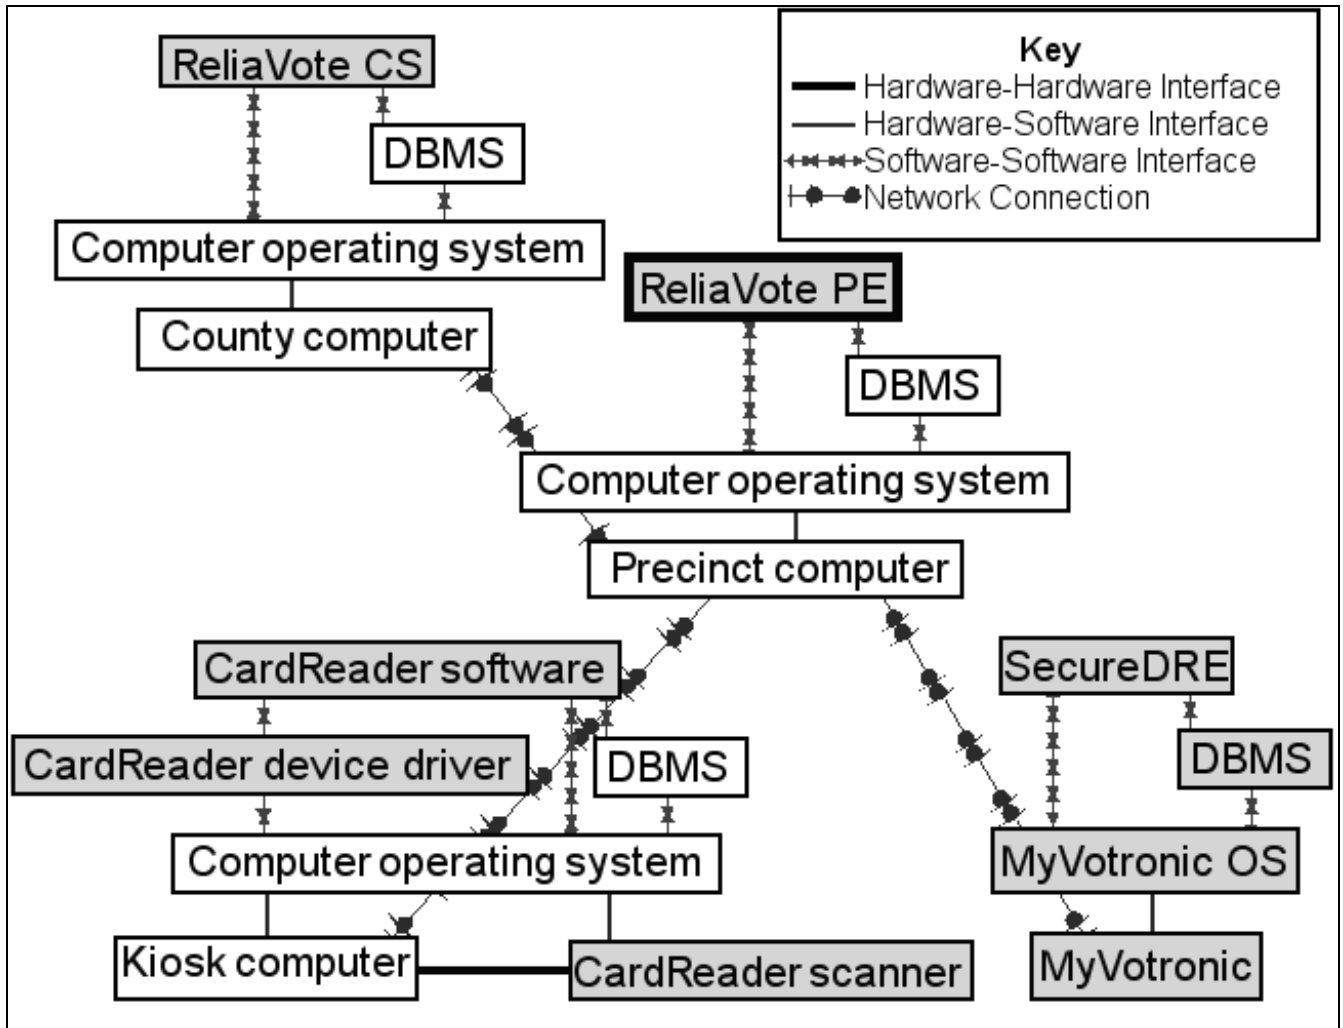 Key
Hardware-Hardware Interface
Hardware-Software Interface
Software-Software Interface
Network Connection
ReliaVote CS
DBMS
Computer operating system
County computer
ReliaVote PE
DBMS
Computer operating system
Precinct computer
CardReader software
CardReader device driver
DBMS
Computer operating system
Kiosk computer
CardReader scanner
SecureDRE
DBMS
MyVotronic OS
MyVotronic